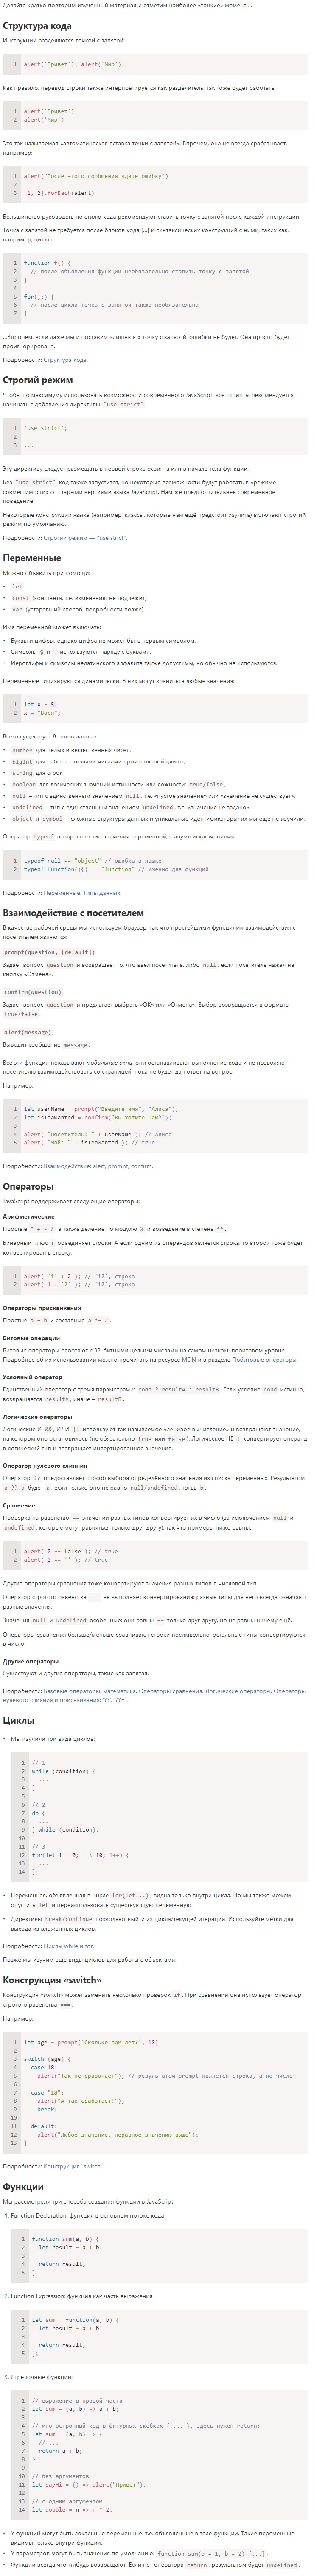 Давайте кратко повторим изученный материал и отметим наиболее «тонкие» моменты.
Структура кода
Инструкции разделяются точкой с запятой:
1 alert('Привет'); alert('Мир');
Как правило, перевод строки также интерпретируется как разделитель, так тоже будет работать:
1 alert('Привет')
2 alert('Мир')
Это так называемая «автоматическая вставка точки с запятой». Впрочем, она не всегда срабатывает,
например:
1 alert("После этого сообщения ждите ошибку")
2
3 [1, 2].forEach(alert)
Большинство руководств по стилю кода рекомендуют ставить точку с запятой после каждой инструкции.
Точка с запятой не требуется после блоков кода {...} и синтаксических конструкций с ними, таких как,
например, циклы:
1 function f() {
2 // после объявления функции необязательно ставить точку с запятой
3 }
4
5 for(;;) {
6 // после цикла точка с запятой также необязательна
7 }
...Впрочем, если даже мы и поставим «лишнюю» точку с запятой, ошибки не будет. Она просто будет
проигнорирована.
Подробности: Структура кода.
Строгий режим
Чтобы по максимуму использовать возможности современного JavaScript, все скрипты рекомендуется
начинать с добавления директивы "use strict".
1 'use strict';
2
3 ...
Эту директиву следует размещать в первой строке скрипта или в начале тела функции.
Без "use strict" код также запустится, но некоторые возможности будут работать в «режиме
совместимости» со старыми версиями языка JavaScript. Нам же предпочтительнее современное
поведение.
Некоторые конструкции языка (например, классы, которые нам ещё предстоит изучить) включают строгий
режим по умолчанию.
Подробности: Строгий режим — "use strict".
Переменные
Можно объявить при помощи:
• let
• const (константа, т.е. изменению не подлежит)
• var (устаревший способ, подробности позже)
Имя переменной может включать:
• Буквы и цифры, однако цифра не может быть первым символом.
• Символы $ и _ используются наряду с буквами.
• Иероглифы и символы нелатинского алфавита также допустимы, но обычно не используются.
Переменные типизируются динамически. В них могут храниться любые значения:
1 let x = 5;
2 x = "Вася";
Всего существует 8 типов данных:
• number для целых и вещественных чисел,
• bigint для работы с целыми числами произвольной длины,
• string для строк,
• boolean для логических значений истинности или ложности: true/false,
• null – тип с единственным значением null, т.е. «пустое значение» или «значение не существует»,
• undefined – тип с единственным значением undefined, т.е. «значение не задано»,
• object и symbol – сложные структуры данных и уникальные идентификаторы; их мы ещё не изучили.
Оператор typeof возвращает тип значения переменной, с двумя исключениями:
1 typeof null == "object" // ошибка в языке
2 typeof function(){} == "function" // именно для функций
Подробности: Переменные, Типы данных.
Взаимодействие с посетителем
В качестве рабочей среды мы используем браузер, так что простейшими функциями взаимодействия с
посетителем являются:
prompt(question, [default])
Задаёт вопрос question и возвращает то, что ввёл посетитель, либо null, если посетитель нажал на
кнопку «Отмена».
confirm(question)
Задаёт вопрос question и предлагает выбрать «ОК» или «Отмена». Выбор возвращается в формате
true/false.
alert(message)
Выводит сообщение message.
Все эти функции показывают модальные окна, они останавливают выполнение кода и не позволяют
посетителю взаимодействовать со страницей, пока не будет дан ответ на вопрос.
Например:
1 let userName = prompt("Введите имя", "Алиса");
2 let isTeaWanted = confirm("Вы хотите чаю?");
3
4 alert( "Посетитель: " + userName ); // Алиса
5 alert( "Чай: " + isTeaWanted ); // true
Подробности: Взаимодействие: alert, prompt, confirm.
Операторы
JavaScript поддерживает следующие операторы:
Арифметические
Простые * + - /, а также деление по модулю % и возведение в степень **.
Бинарный плюс + объединяет строки. А если одним из операндов является строка, то второй тоже будет
конвертирован в строку:
1 alert( '1' + 2 ); // '12', строка
2 alert( 1 + '2' ); // '12', строка
Операторы присваивания
Простые a = b и составные a *= 2.
Битовые операции
Битовые операторы работают с 32-битными целыми числами на самом низком, побитовом уровне.
Подробнее об их использовании можно прочитать на ресурсе MDN и в разделе Побитовые операторы.
Условный оператор
Единственный оператор с тремя параметрами: cond ? resultA : resultB. Если условие cond истинно,
возвращается resultA, иначе – resultB.
Логические операторы
Логические И &&, ИЛИ || используют так называемое «ленивое вычисление» и возвращают значение,
на котором оно остановилось (не обязательно true или false). Логическое НЕ ! конвертирует операнд
в логический тип и возвращает инвертированное значение.
Оператор нулевого слияния
Оператор ?? предоставляет способ выбора определённого значения из списка переменных. Результатом
a ?? b будет a, если только оно не равно null/undefined, тогда b.
Сравнение
Проверка на равенство == значений разных типов конвертирует их в число (за исключением null и
undefined, которые могут равняться только друг другу), так что примеры ниже равны:
1 alert( 0 == false ); // true
2 alert( 0 == '' ); // true
Другие операторы сравнения тоже конвертируют значения разных типов в числовой тип.
Оператор строгого равенства === не выполняет конвертирования: разные типы для него всегда означают
разные значения.
Значения null и undefined особенные: они равны == только друг другу, но не равны ничему ещё.
Операторы сравнения больше/меньше сравнивают строки посимвольно, остальные типы конвертируются
в число.
Другие операторы
Существуют и другие операторы, такие как запятая.
Подробности: Базовые операторы, математика, Операторы сравнения, Логические операторы, Операторы
нулевого слияния и присваивания: '??', '??='.
Циклы
• Мы изучили три вида циклов:
1 // 1
2 while (condition) {
3 ...
4 }
5
6 // 2
7 do {
8 ...
9 } while (condition);
10
11 // 3
12 for(let i = 0; i < 10; i++) {
13 ...
14 }
• Переменная, объявленная в цикле for(let...), видна только внутри цикла. Но мы также можем
опустить let и переиспользовать существующую переменную.
• Директивы break/continue позволяют выйти из цикла/текущей итерации. Используйте метки для
выхода из вложенных циклов.
Подробности: Циклы while и for.
Позже мы изучим ещё виды циклов для работы с объектами.
Конструкция «switch»
Конструкция «switch» может заменить несколько проверок if. При сравнении она использует оператор
строгого равенства ===.
Например:
1 let age = prompt('Сколько вам лет?', 18);
2
3 switch (age) {
4 case 18:
5 alert("Так не сработает"); // результатом prompt является строка, а не число
6
7 case "18":
8 alert("А так сработает!");
9 break;
10
11 default:
12 alert("Любое значение, неравное значению выше");
13 }
Подробности: Конструкция "switch".
Функции
Мы рассмотрели три способа создания функции в JavaScript:
1. Function Declaration: функция в основном потоке кода
1 function sum(a, b) {
2 let result = a + b;
3
4 return result;
5 }
2. Function Expression: функция как часть выражения
1 let sum = function(a, b) {
2 let result = a + b;
3
4 return result;
5 };
3. Стрелочные функции:
1 // выражение в правой части
2 let sum = (a, b) => a + b;
3
4 // многострочный код в фигурных скобках { ... }, здесь нужен return:
5 let sum = (a, b) => {
6 // ...
7 return a + b;
8 }
9
10 // без аргументов
11 let sayHi = () => alert("Привет");
12
13 // с одним аргументом
14 let double = n => n * 2;
• У функций могут быть локальные переменные: т.е. объявленные в теле функции. Такие переменные
видимы только внутри функции.
• У параметров могут быть значения по умолчанию: function sum(a = 1, b = 2) {...}.
• Функции всегда что-нибудь возвращают. Если нет оператора return, результатом будет undefined.